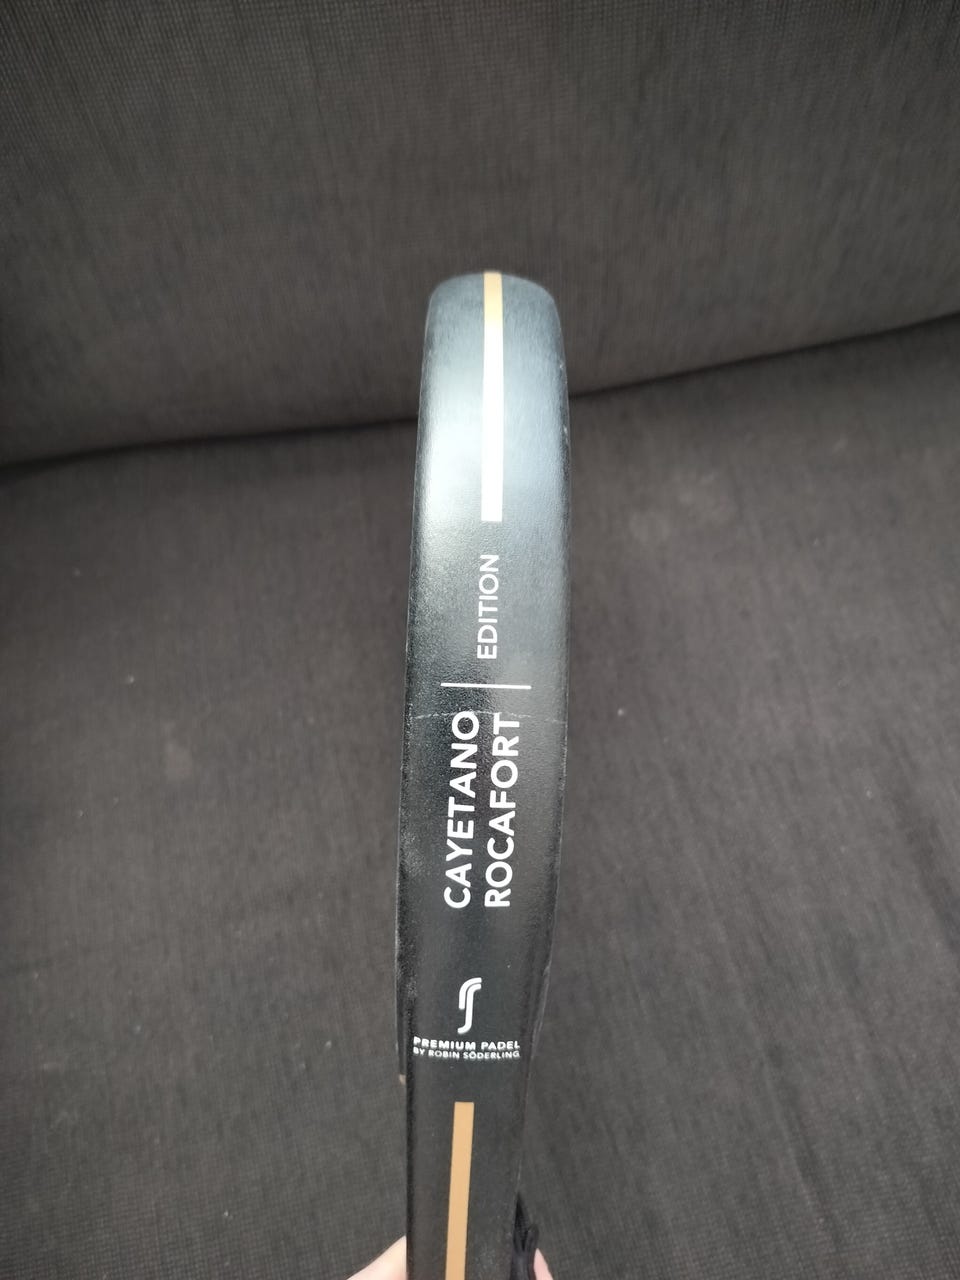 CAYETANO
ROCAFORT
EDITION
PREMIUM PADEL
BY ROBIN SÖDERLING